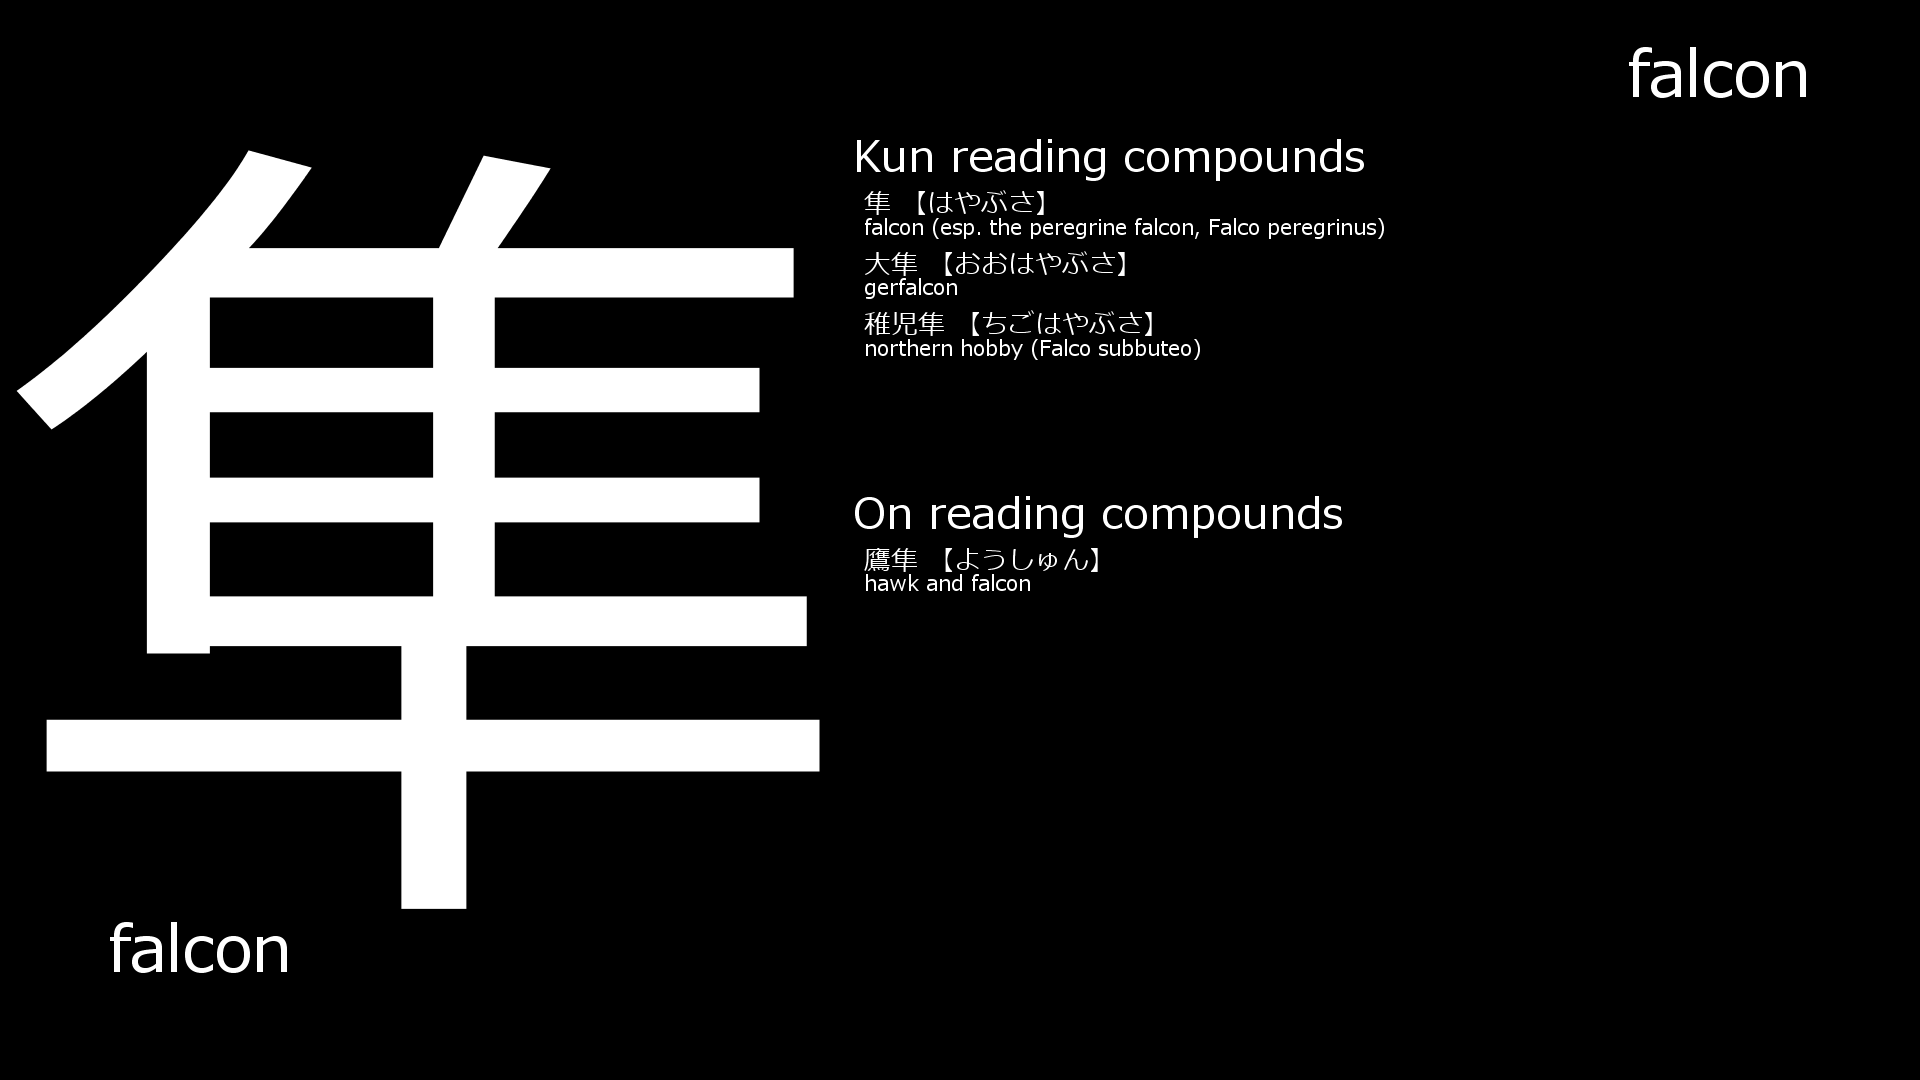 falcon
隼
Kun reading compounds
隼 【はやぶさ】
falcon (esp. the peregrine falcon, Falco peregrinus)
大隼 【おおはやぶさ】
gerfalcon
稚児隼 【ちごはやぶさ】
northern hobby (Falco subbuteo)
On reading compounds
鷹隼 【ようしゅん】
hawk and falcon
falcon